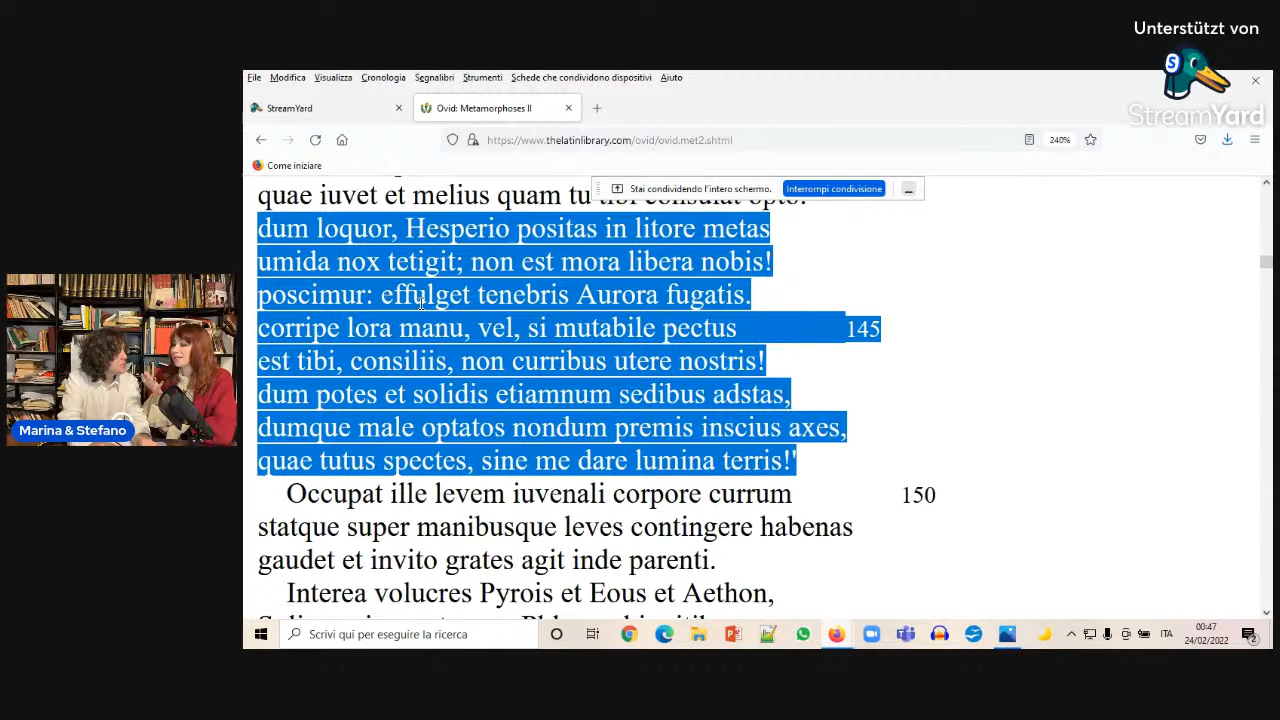 Unterstützt von
StreamYard
File Modifica Visualizza Cronologia Segnalibri Strumenti Schede che condividono dispositivi Aiuto
StreamYard
Ovid: Metamorphoses II
https://www.thelatinlibrary.com/ovid/ovid.met2.shtml
240%
Come iniziare
Stai condividendo l'intero schermo. Interrompi condivisione
quae iuvet et melius quam tu tibi consulat opto.
dum loquor, Hesperio positas in litore metas
umida nox tetigit; non est mora libera nobis!
poscimur: effulget tenebris Aurora fugatis.
corripe lora manu, vel, si mutabile pectus 145
est tibi, consiliis, non curribus utere nostris!
dum potes et solidis etiamnum sedibus adstas,
dumque male optatos nondum premis inscius axes,
quae tutus spectes, sine me dare lumina terris!'
Occupat ille levem iuvenali corpore currum 150
statque super manibusque leves contingere habenas
gaudet et invito grates agit inde parenti.
Interea volucres Pyrois et Eous et Aethon,
Marina & Stefano
Scrivi qui per eseguire la ricerca
ITA
00:47
24/02/2022
2